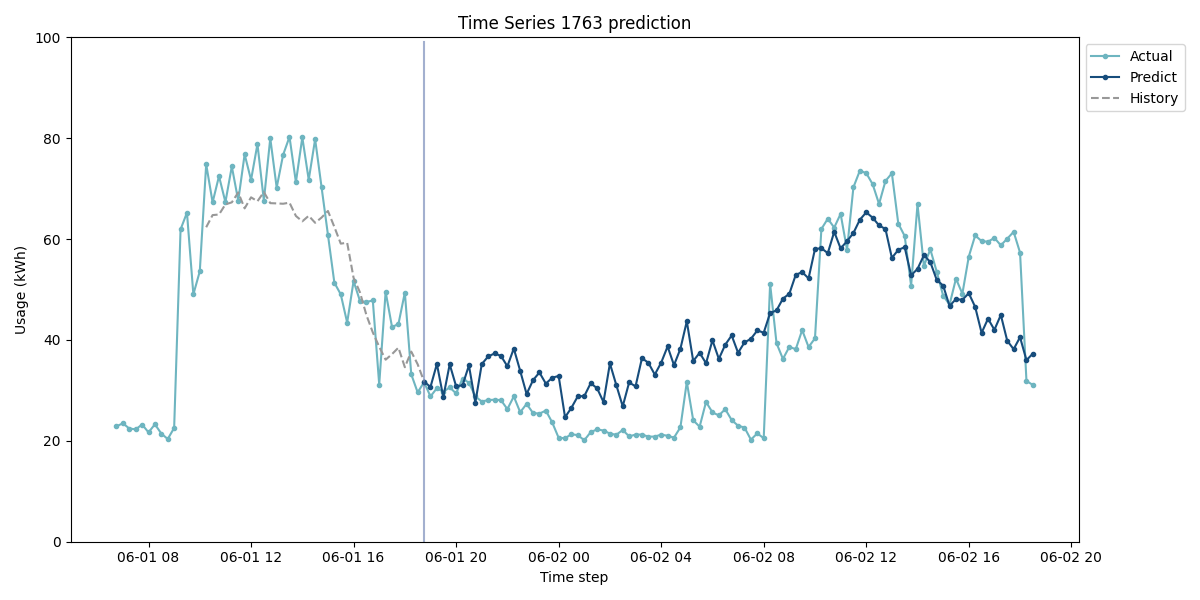 Time Series 1763 prediction
100
80
60
40
20
0
Usage (kWh)
06-01 08
06-01 12
06-01 16
06-01 20
06-02 00
06-02 04
06-02 08
06-02 12
06-02 16
06-02 20
Time step
Actual
Predict
History